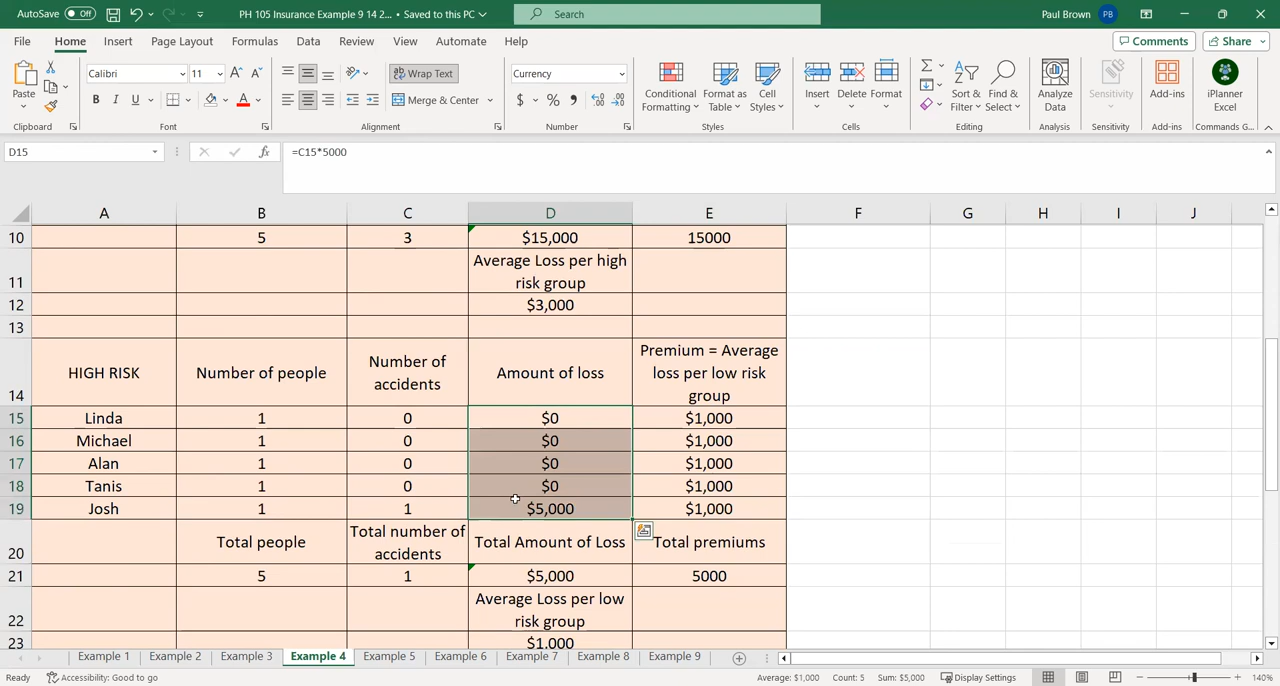 AutoSave Off PH 105 Insurance Example 9 14 2... • Saved to this PC Search Paul Brown PB
File Home Insert Page Layout Formulas Data Review View Automate Help Comments Share
Paste Calibri 11 Wrap Text Currency Conditional Formatting Format as Table Cell Styles Insert Delete Format Sort & Filter Find & Select Analyze Data Sensitivity Add-ins iPlanner Excel
B I U Merge & Center $ % 9
Clipboard Font Alignment Number Styles Cells Editing Analysis Sensitivity Add-ins Commands G...
D15 fx =C15*5000
A B C D E F G H I J
10 5 3 $15,000 15000
11 Average Loss per high
risk group
12 $3,000
13
14 HIGH RISK Number of people Number of accidents Amount of loss Premium = Average loss per low risk group
15 Linda 1 0 $0 $1,000
16 Michael 1 0 $0 $1,000
17 Alan 1 0 $0 $1,000
18 Tanis 1 0 $0 $1,000
19 Josh 1 1 $5,000 $1,000
20 Total people Total number of accidents Total Amount of Loss Total premiums
21 5 1 $5,000 5000
22 Average Loss per low
risk group
23 $1,000
Example 1 Example 2 Example 3 Example 4 Example 5 Example 6 Example 7 Example 8 Example 9
Ready Accessibility: Good to go Average: $1,000 Count: 5 Sum: $5,000 Display Settings 140%